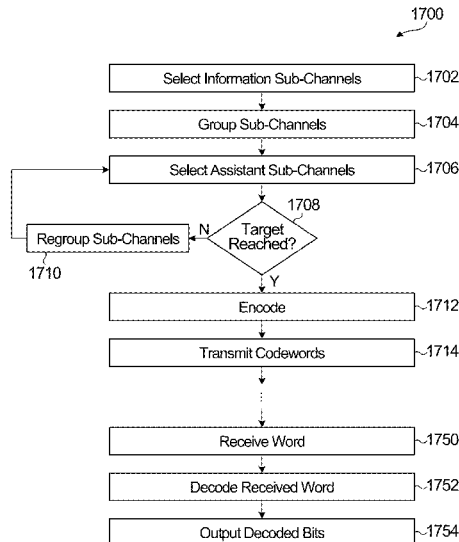 1700
Select Information Sub-Channels 1702
Group Sub-Channels 1704
Select Assistant Sub-Channels 1706
1708
Target
Reached?
N
Regroup Sub-Channels
1710
Y
Encode 1712
Transmit Codewords 1714
Receive Word 1750
Decode Received Word 1752
Output Decoded Bits 1754